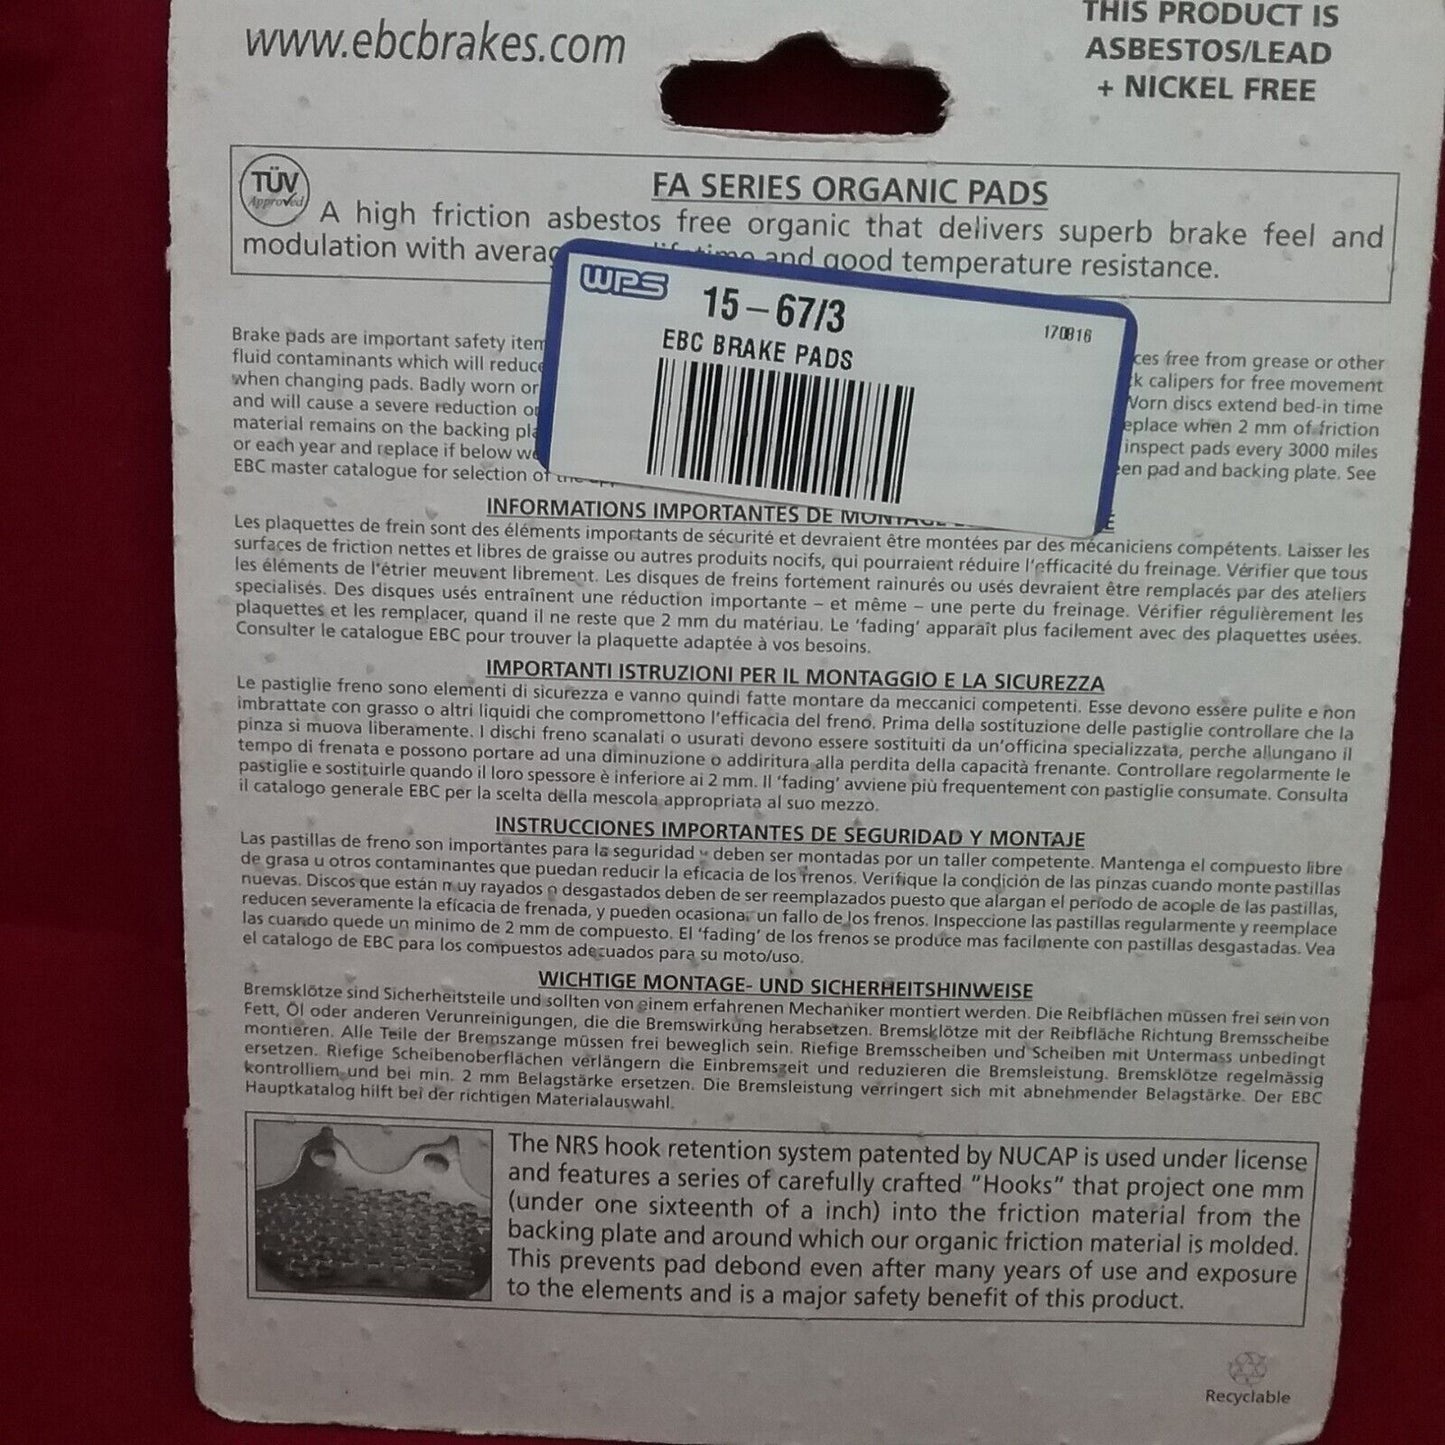 www.ebcbrakes.com
THIS PRODUCT IS
ASBESTOS/LEAD
+ NICKEL FREE
TÜV
Approved
FA SERIES ORGANIC PADS
A high friction asbestos free organic that delivers superb brake feel and
modulation with and good temperature resistance.
WPS
15-67/3
170816
EBC BRAKE PADS
Brake pads are important safety free from grease or other
fluid contaminants which will calipers for free movement
when changing pads. Badly worn or discs extend bed-in time
and will cause a severe reduction when 2 mm of friction
material remains on the backing inspect pads every 3000 miles
or each year and replace if below pad and backing plate. See
EBC master catalogue for selection of
INFORMATIONS IMPORTANTES DE
Les plaquettes de frein sont des éléments importants de sécurité et devraient être montées par des mécaniciens compétents. Laisser les
surfaces de friction nettes et libres de graisse ou autres produits nocifs, qui pourraient réduire l'efficacité du freinage. Vérifier que tous
les éléments de l'étrier meuvent librement. Les disques de freins fortement rainurés ou usés devraient être remplacés par des ateliers
specialisés. Des disques usés entraînent une réduction importante – et même – une perte du freinage. Vérifier régulièrement les
plaquettes et les remplacer, quand il ne reste que 2 mm du matériau. Le 'fading' apparaît plus facilement avec des plaquettes usées.
Consulter le catalogue EBC pour trouver la plaquette adaptée à vos besoins.
IMPORTANTI ISTRUZIONI PER IL MONTAGGIO E LA SICUREZZA
Le pastiglie freno sono elementi di sicurezza e vanno quindi fatte montare da meccanici competenti. Esse devono essere pulite e non
imbrattate con grasso o altri liquidi che compromettono l'efficacia del freno. Prima della sostituzione delle pastiglie controllare che la
pinza si muova liberamente. I dischi freno scanalati o usurati devono essere sostituiti da un'officina specializzata, perche allungano il
tempo di frenata e possono portare ad una diminuzione o addiritura alla perdita della capacità frenante. Controllare regolarmente le
pastiglie e sostituirle quando il loro spessore è inferiore ai 2 mm. Il 'fading' avviene più frequentemente con pastiglie consumate. Consulta
il catalogo generale EBC per la scelta della mescola appropriata al suo mezzo.
INSTRUCCIONES IMPORTANTES DE SEGURIDAD Y MONTAJE
Las pastillas de freno son importantes para la seguridad y deben ser montadas por un taller competente. Mantenga el compuesto libre
de grasa u otros contaminantes que puedan reducir la eficacia de los frenos. Verifique la condición de las pinzas cuando monte pastillas
nuevas. Discos que están muy rayados o desgastados deben de ser reemplazados puesto que alargan el periodo de acople de las pastillas,
reducen severamente la eficacia de frenada, y pueden ocasionar un fallo de los frenos. Inspeccione las pastillas regularmente y reemplace
las cuando quede un minimo de 2 mm de compuesto. El 'fading' de los frenos se produce mas facilmente con pastillas desgastadas. Vea
el catalogo de EBC para los compuestos adecuados para su moto/uso.
WICHTIGE MONTAGE- UND SICHERHEITSHINWEISE
Bremsklötze sind Sicherheitsteile und sollten von einem erfahrenen Mechaniker montiert werden. Die Reibflächen müssen frei sein von
Fett, Öl oder anderen Verunreinigungen, die die Bremswirkung herabsetzen. Bremsklötze mit der Reibfläche Richtung Bremsscheibe
montieren. Alle Teile der Bremszange müssen frei beweglich sein. Riefige Bremsscheiben und Scheiben mit Untermass unbedingt
ersetzen. Riefige Scheibenoberflächen verlängern die Einbremszeit und reduzieren die Bremsleistung. Bremsklötze regelmässig
kontrolliem und bei min. 2 mm Belagstärke ersetzen. Die Bremsleistung verringert sich mit abnehmender Belagstärke. Der EBC
Hauptkatalog hilft bei der richtigen Materialauswahl.
The NRS hook retention system patented by NUCAP is used under license
and features a series of carefully crafted "Hooks" that project one mm
(under one sixteenth of a inch) into the friction material from the
backing plate and around which our organic friction material is molded.
This prevents pad debond even after many years of use and exposure
to the elements and is a major safety benefit of this product.
Recyclable